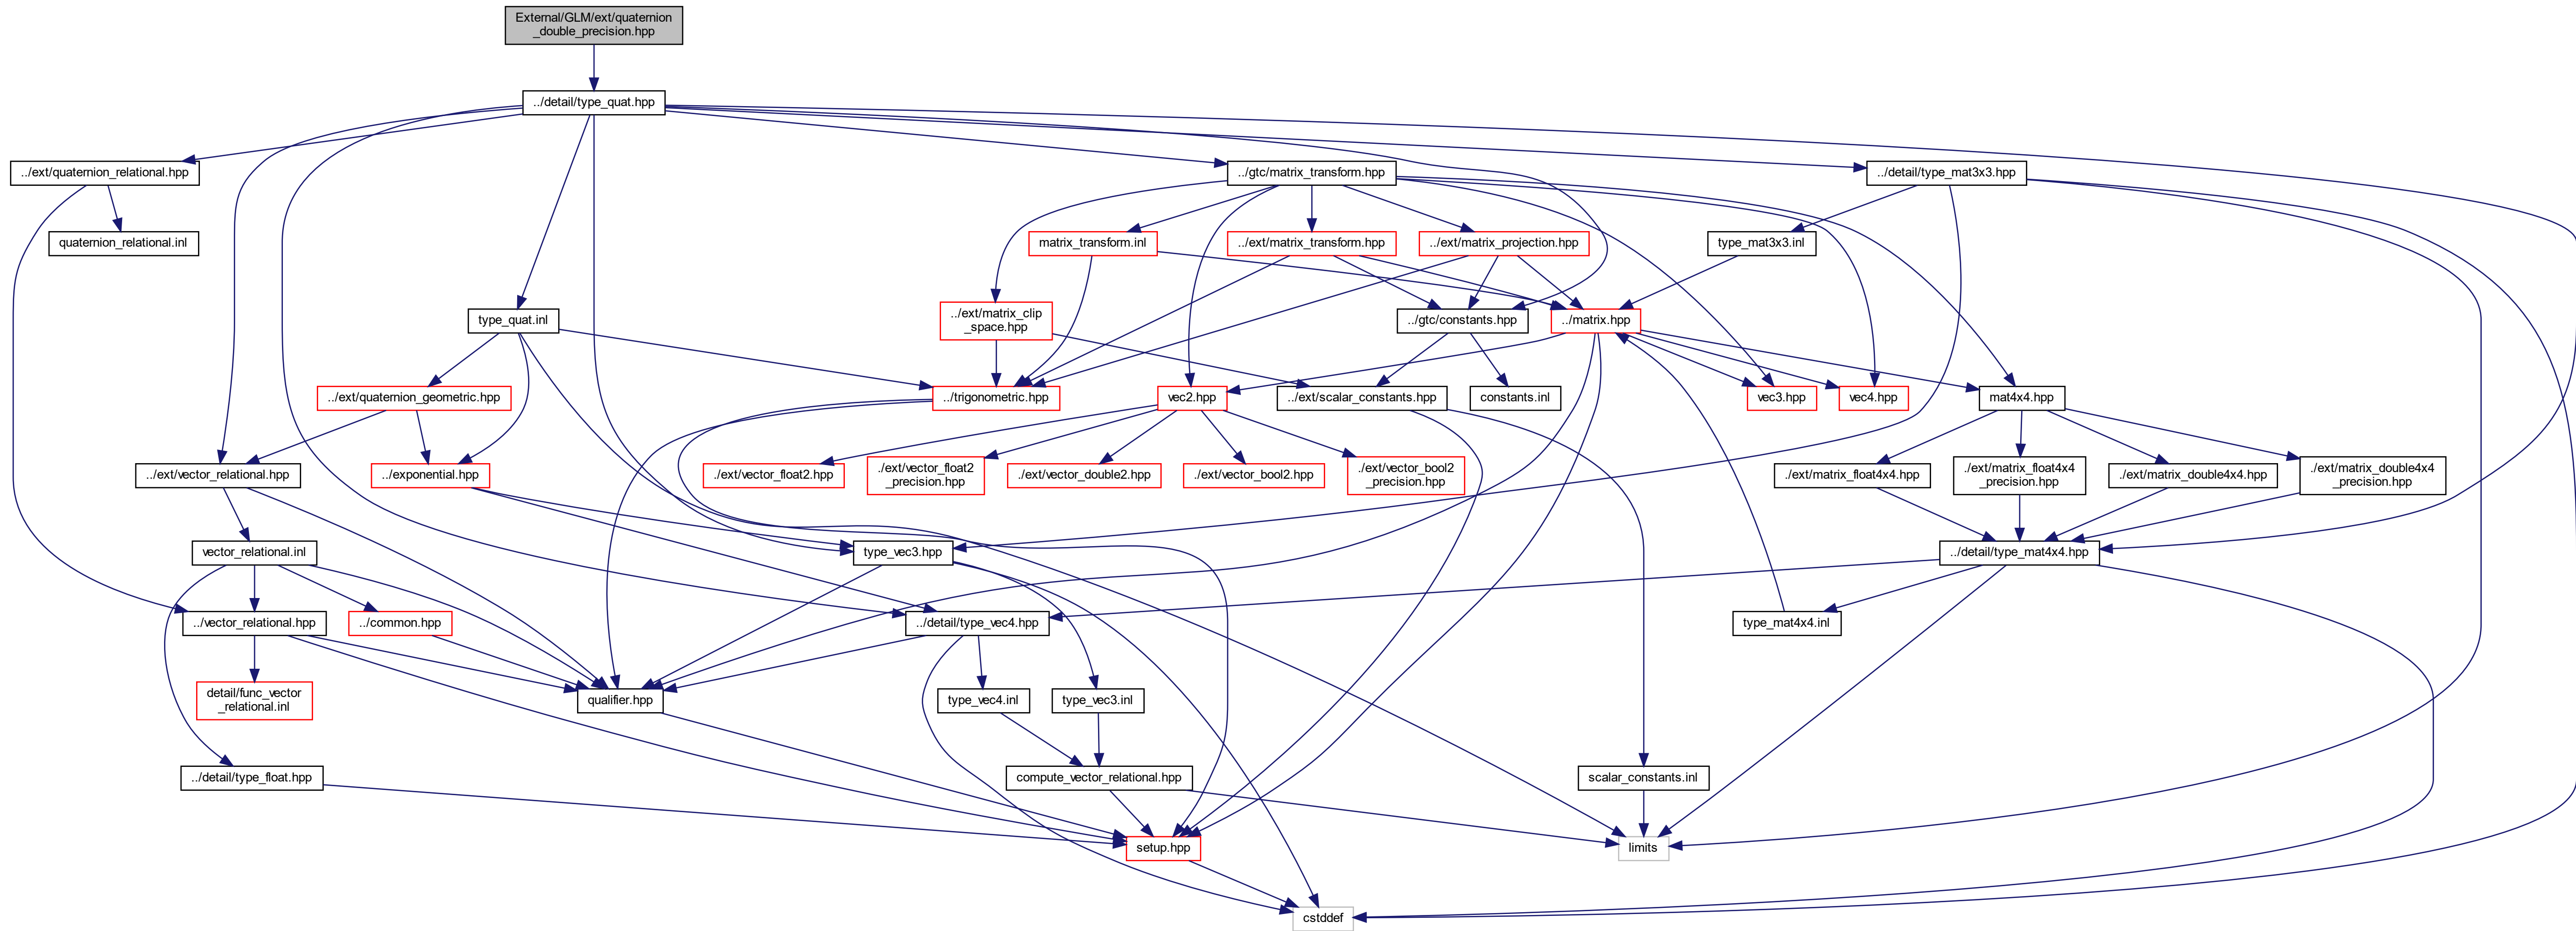 External/GLM/ext/quaternion
_double_precision.hpp
../detail/type_quat.hpp
../ext/quaternion_relational.hpp
../gtc/matrix_transform.hpp
../detail/type_mat3x3.hpp
quaternion_relational.inl
matrix_transform.inl
../ext/matrix_transform.hpp
../ext/matrix_projection.hpp
type_mat3x3.inl
type_quat.inl
../ext/matrix_clip
_space.hpp
../gtc/constants.hpp
../matrix.hpp
../ext/quaternion_geometric.hpp
../trigonometric.hpp
vec2.hpp
../ext/scalar_constants.hpp
constants.inl
vec3.hpp
vec4.hpp
mat4x4.hpp
../ext/vector_relational.hpp
../exponential.hpp
./ext/vector_float2.hpp
./ext/vector_float2
_precision.hpp
./ext/vector_double2.hpp
./ext/vector_bool2.hpp
./ext/vector_bool2
_precision.hpp
./ext/matrix_float4x4.hpp
./ext/matrix_float4x4
_precision.hpp
./ext/matrix_double4x4.hpp
./ext/matrix_double4x4
_precision.hpp
vector_relational.inl
type_vec3.hpp
../detail/type_mat4x4.hpp
../vector_relational.hpp
../common.hpp
../detail/type_vec4.hpp
type_mat4x4.inl
detail/func_vector
_relational.inl
qualifier.hpp
type_vec4.inl
type_vec3.inl
../detail/type_float.hpp
compute_vector_relational.hpp
scalar_constants.inl
setup.hpp
limits
cstddef